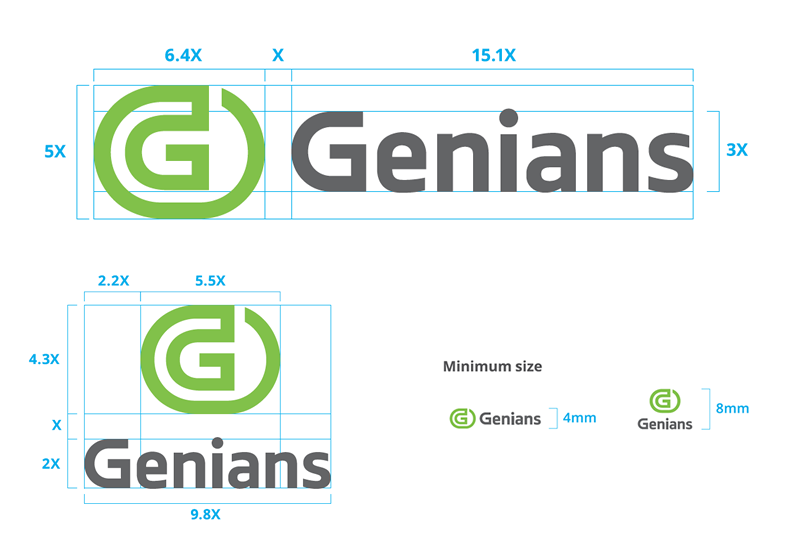 6.4X X 15.1X
5X Genians 3X
2.2X 5.5X
4.3X
X
2X Genians
9.8X
Minimum size
Genians 4mm
Genians 8mm